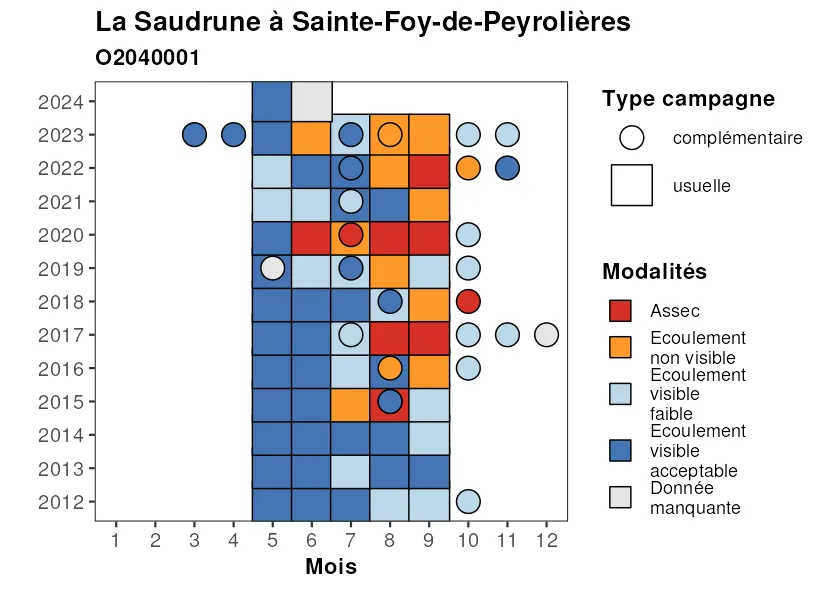 La Saudrune à Sainte-Foy-de-Peyrolières
O2040001
2024
2023
2022
2021
2020
2019
2018
2017
2016
2015
2014
2013
2012
1 2 3 4 5 6 7 8 9 10 11 12
Mois
Type campagne
complémentaire
usuelle
Modalités
Assec
Ecoulement
non visible
Ecoulement
visible
faible
Ecoulement
visible
acceptable
Donnée
manquante